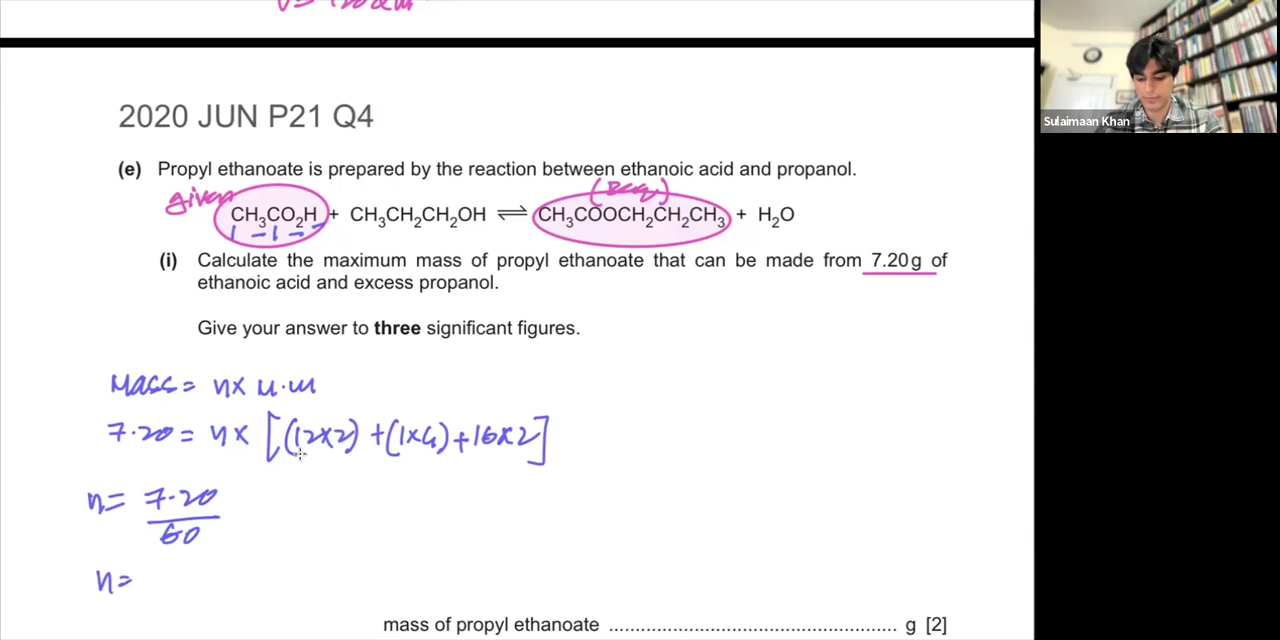 2020 JUN P21 Q4
(e) Propyl ethanoate is prepared by the reaction between ethanoic acid and propanol.
given
CH₃CO₂H + CH₃CH₂CH₂OH ⇌ CH₃COOCH₂CH₂CH₃ + H₂O
(i) Calculate the maximum mass of propyl ethanoate that can be made from 7.20g of
ethanoic acid and excess propanol.
Give your answer to three significant figures.
Mass = n × M.m
7.20 = n × [(12×2) + (1×4) + 16×2]
n = 7.20
60
n =
mass of propyl ethanoate ...................................................... g [2]
Sulaimaan Khan